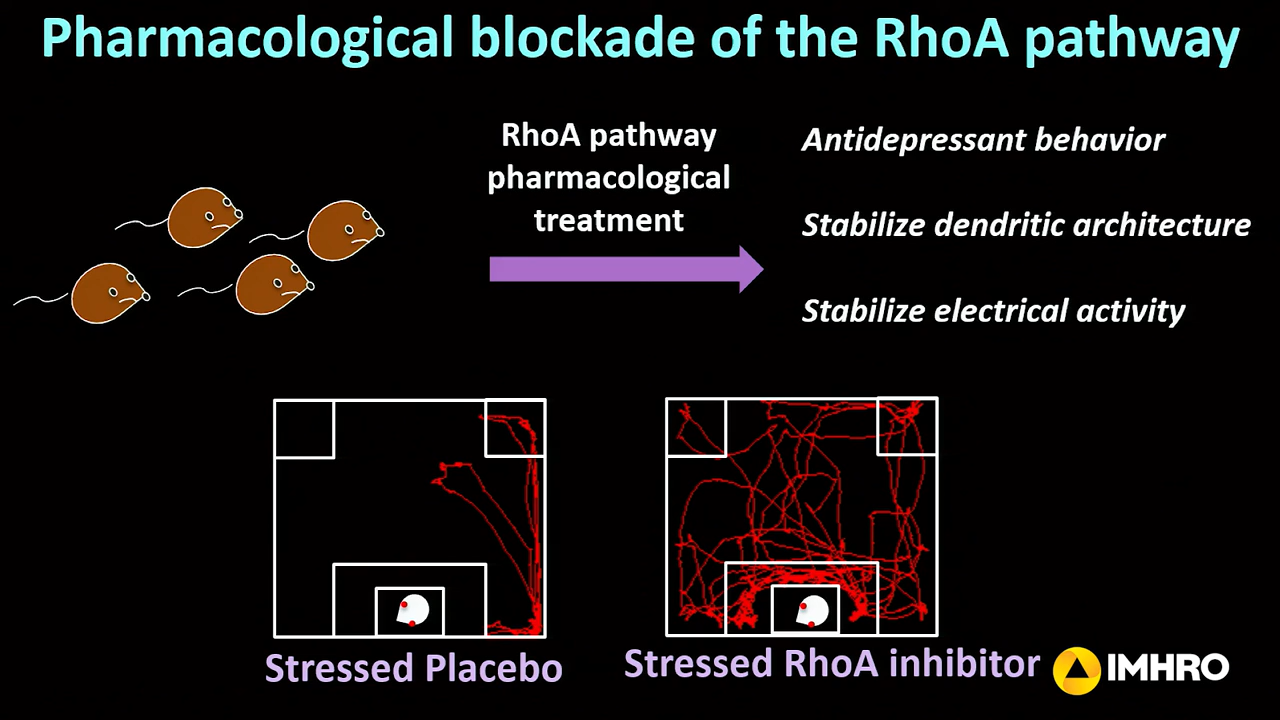 Pharmacological blockade of the RhoA pathway
RhoA pathway
pharmacological
treatment
Antidepressant behavior
Stabilize dendritic architecture
Stabilize electrical activity
Stressed Placebo
Stressed RhoA inhibitor
IMHRO